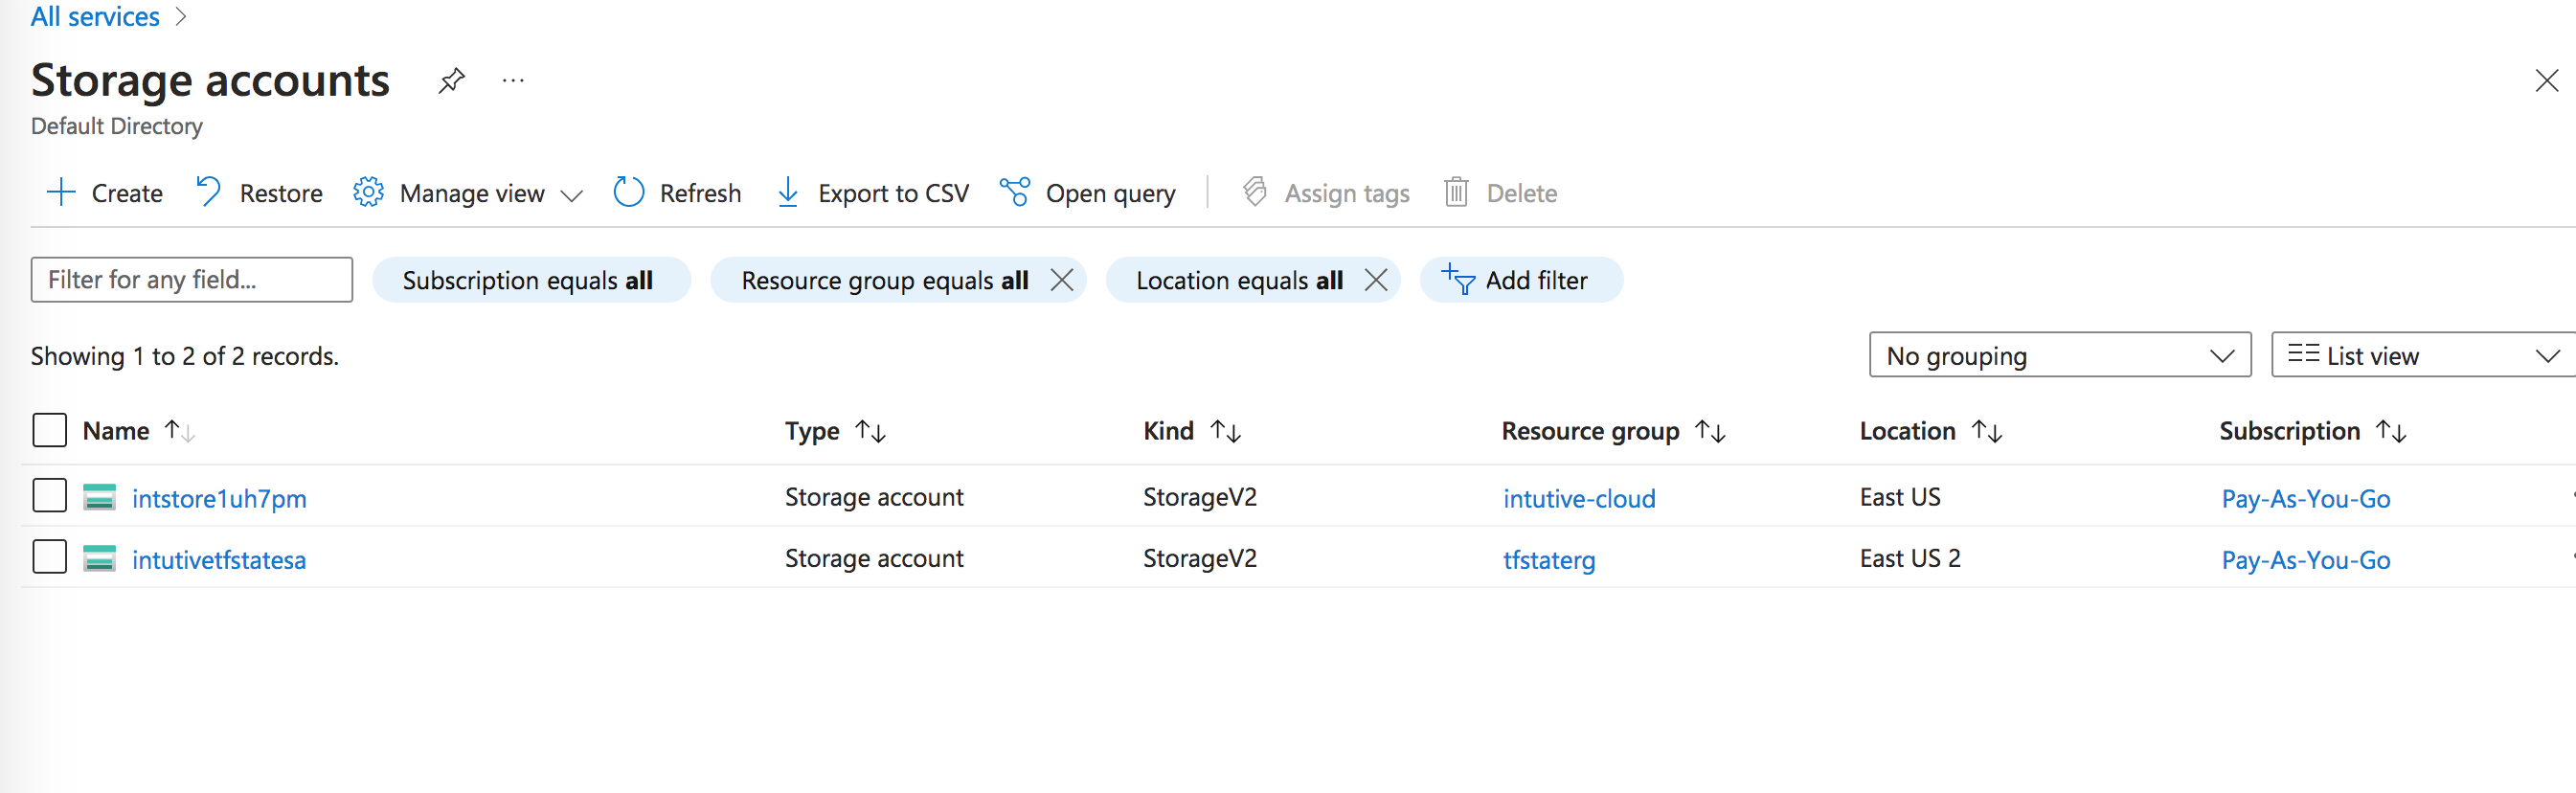 All services
Storage accounts
Default Directory
Create Restore Manage view Refresh Export to CSV Open query Assign tags Delete
Filter for any field... Subscription equals all Resource group equals all Location equals all Add filter
Showing 1 to 2 of 2 records. No grouping List view
Name Type Kind Resource group Location Subscription
intstore1uh7pm Storage account StorageV2 intutive-cloud East US Pay-As-You-Go
intutivetfstatesa Storage account StorageV2 tfstaterg East US 2 Pay-As-You-Go